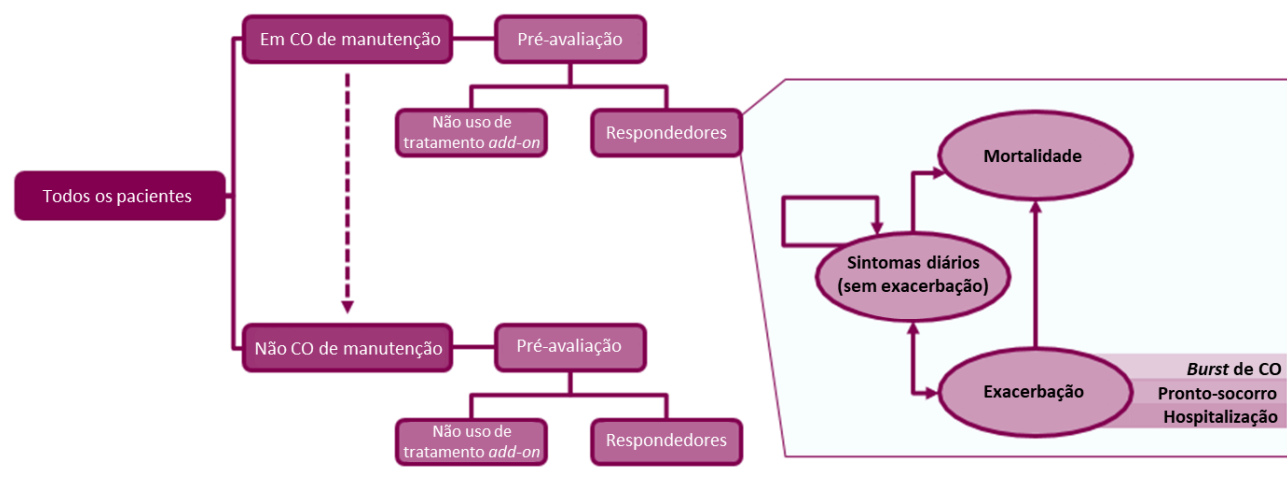 Todos os pacientes
Em CO de manutenção
Pré-avaliação
Não uso de
tratamento add-on
Respondedores
Não CO de manutenção
Pré-avaliação
Não uso de
tratamento add-on
Respondedores
Mortalidade
Sintomas diários
(sem exacerbação)
Exacerbação
Burst de CO
Pronto-socorro
Hospitalização